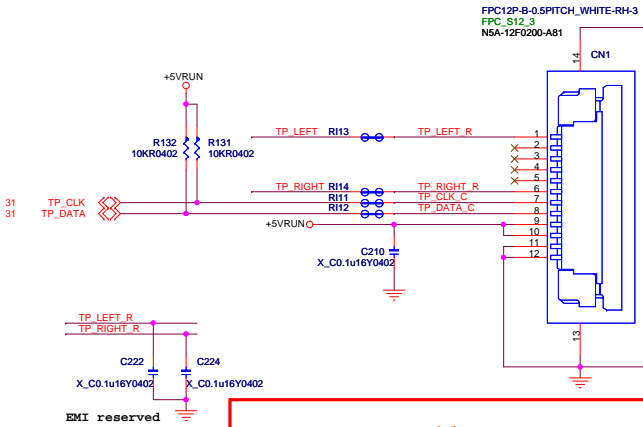 FPC12P-B-0.5PITCH_WHITE-RH-3
FPC_S12_3
N5A-12F0200-A81
14
CN1
+5VRUN
R132
10KR0402
R131
10KR0402
TP_LEFT
RI13
TP_LEFT_R
1
2
3
4
5
TP_RIGHT
RI14
TP_RIGHT_R
6
31
TP_CLK
RI11
TP_CLK_C
7
31
TP_DATA
RI12
TP_DATA_C
8
+5VRUN
9
10
11
12
C210
X_C0.1u16Y0402
13
TP_LEFT_R
TP_RIGHT_R
C222
X_C0.1u16Y0402
C224
X_C0.1u16Y0402
EMI reserved